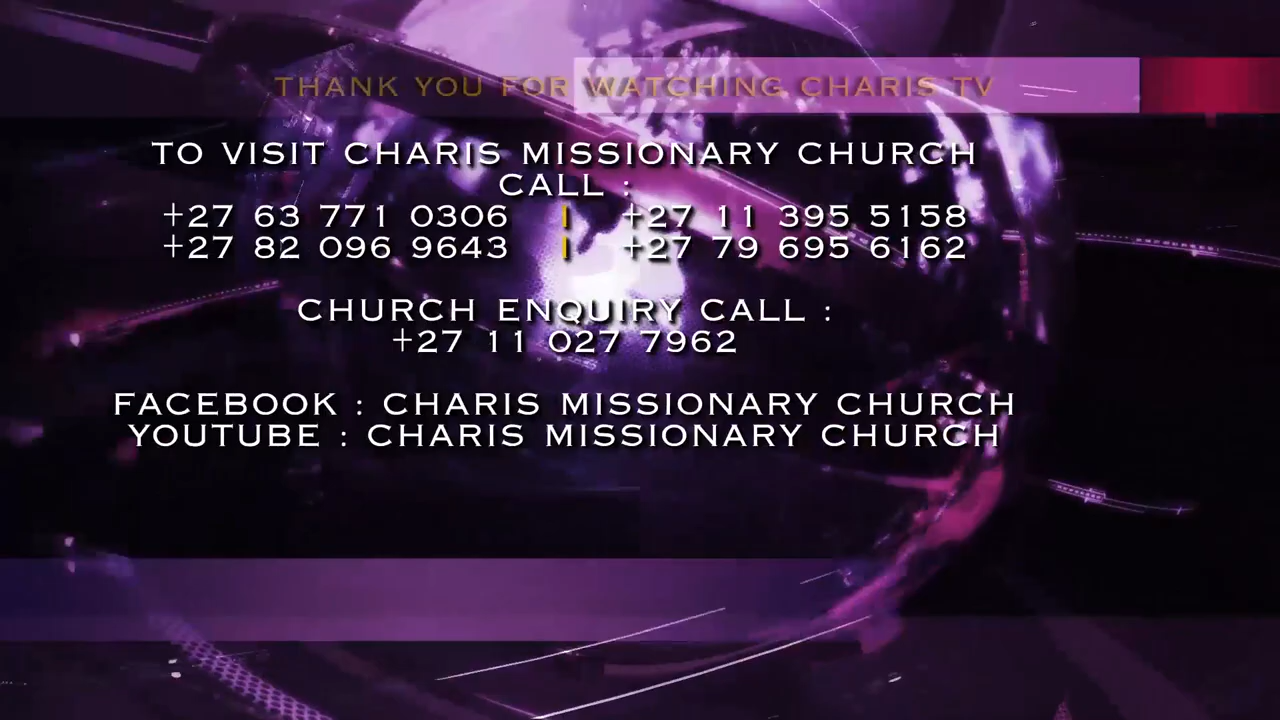 THANK YOU FOR WATCHING CHARIS TV
TO VISIT CHARIS MISSIONARY CHURCH
CALL :
+27 63 771 0306 | +27 11 395 5158
+27 82 096 9643 | +27 79 695 6162
CHURCH ENQUIRY CALL :
+27 11 027 7962
FACEBOOK : CHARIS MISSIONARY CHURCH
YOUTUBE : CHARIS MISSIONARY CHURCH